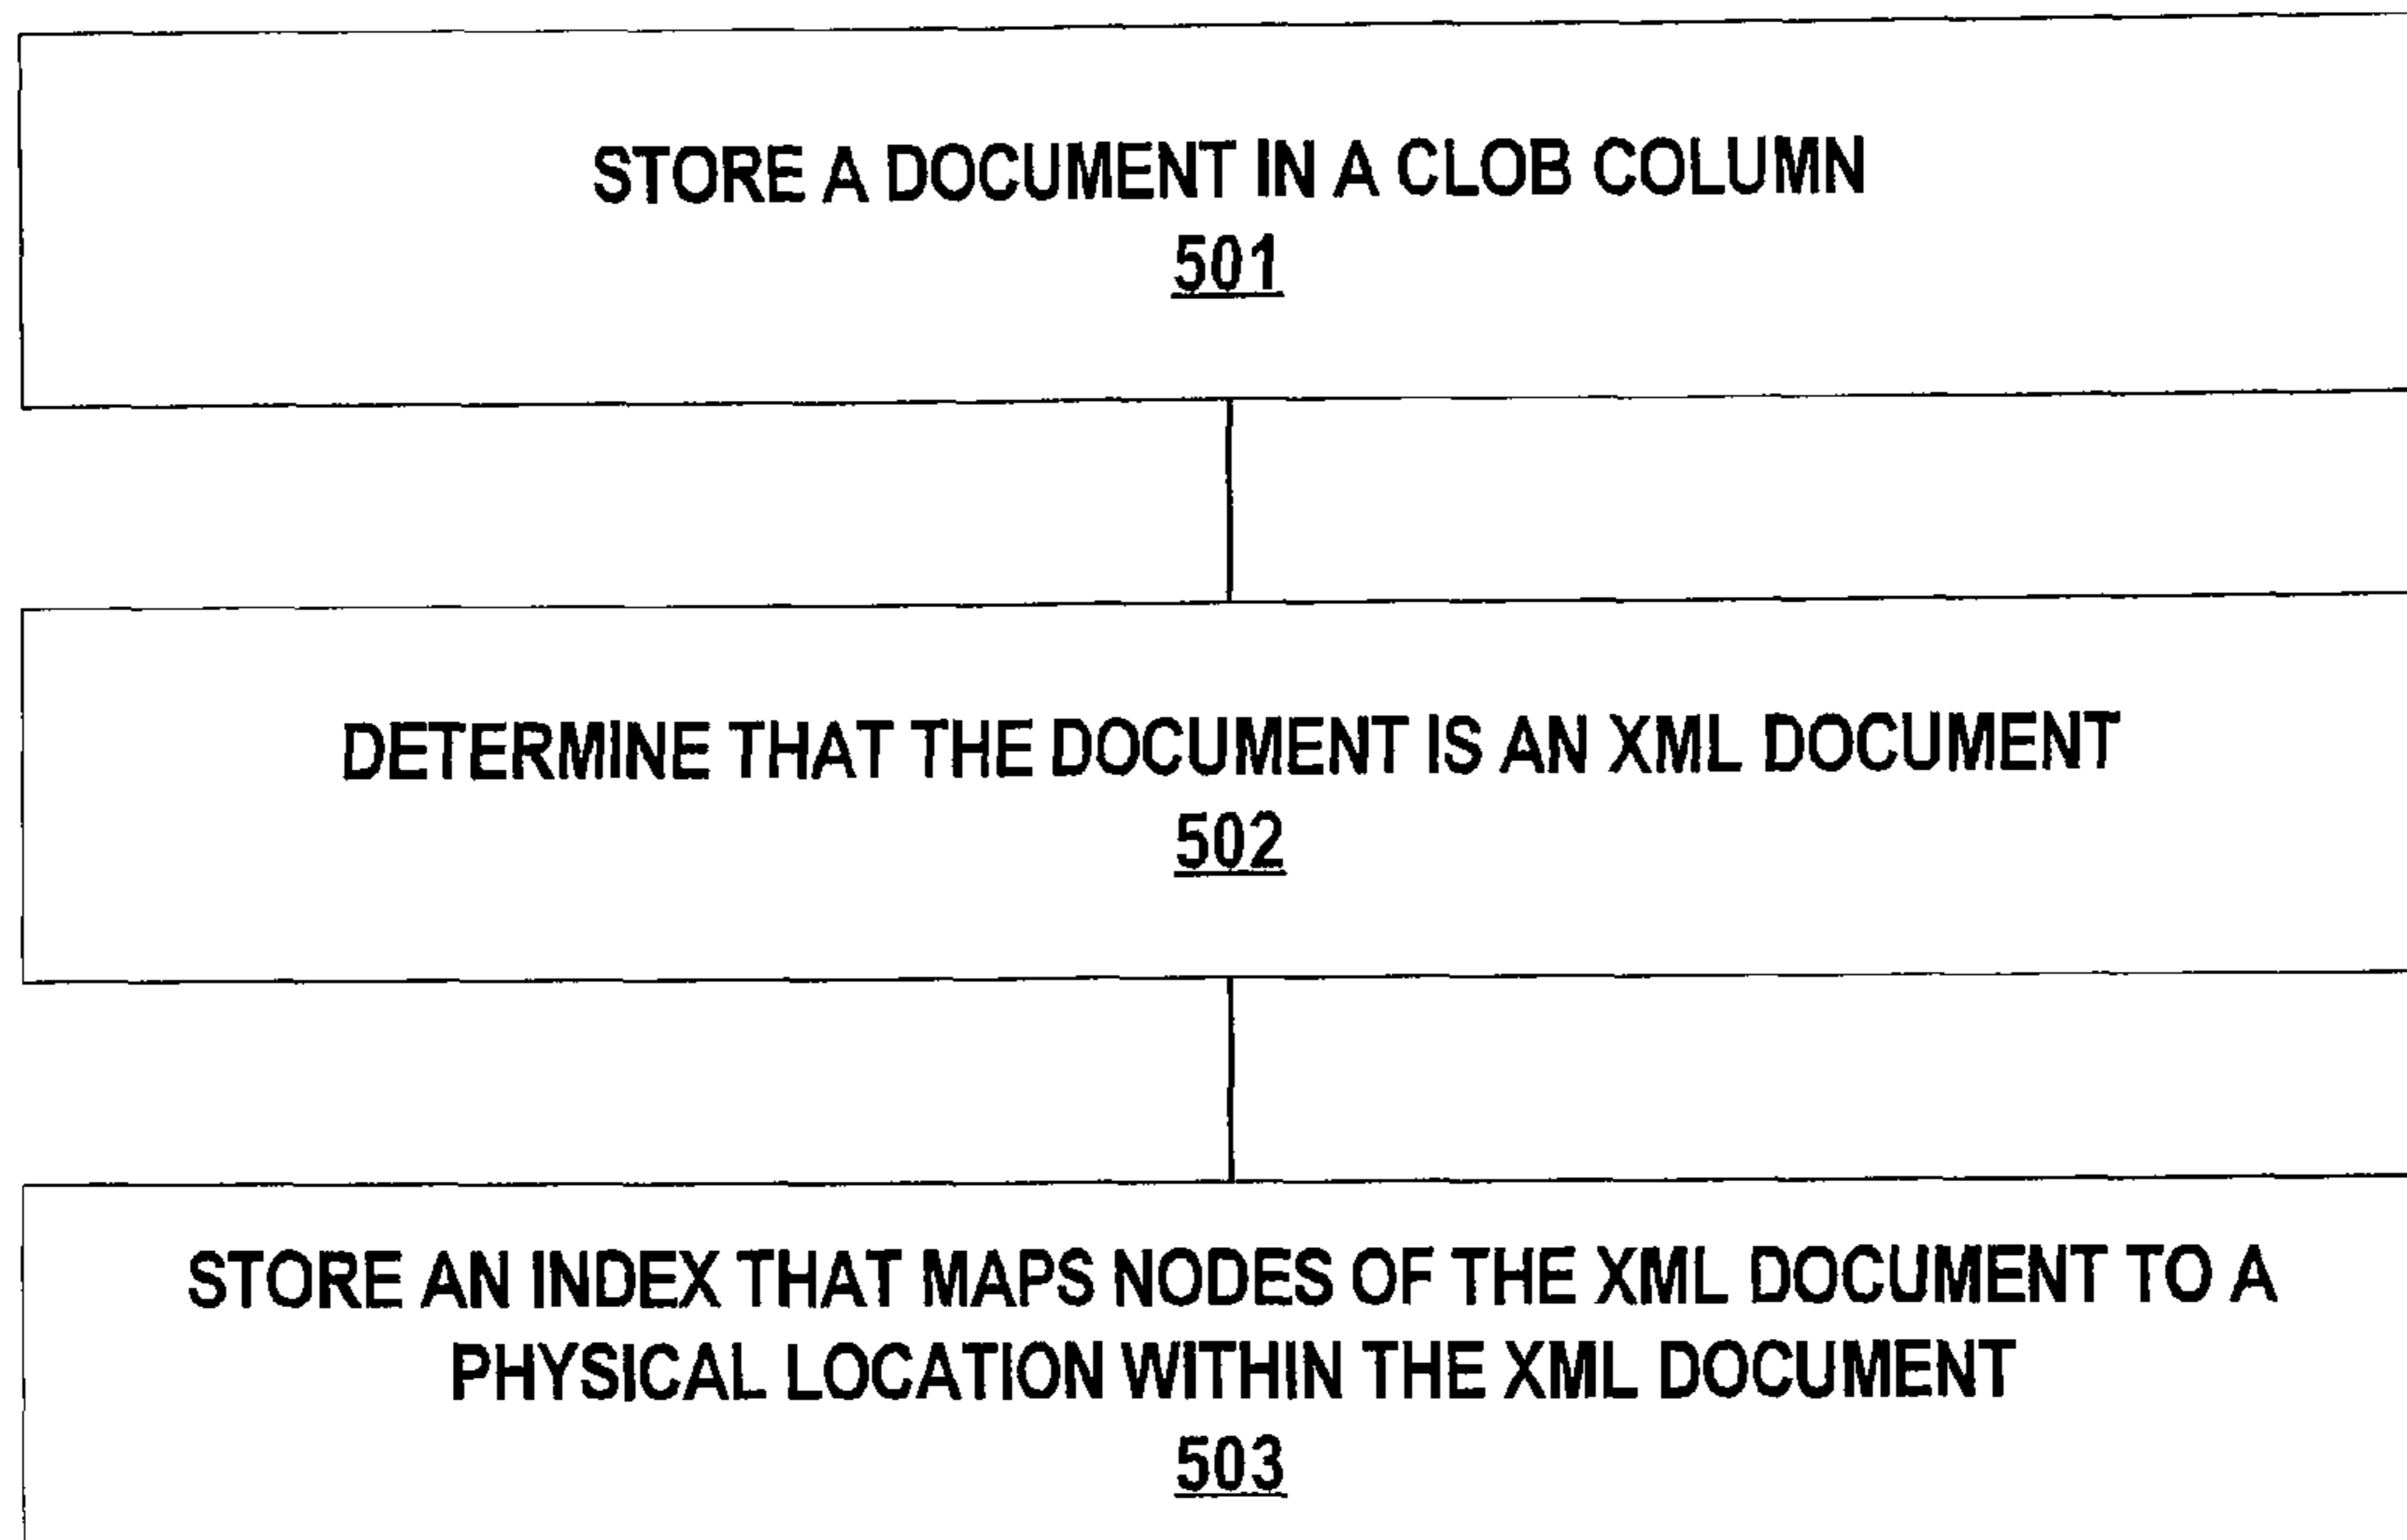 STORE A DOCUMENT IN A CLOB COLUMN
501
DETERMINE THAT THE DOCUMENT IS AN XML DOCUMENT
502
STORE AN INDEX THAT MAPS NODES OF THE XML DOCUMENT TO A
PHYSICAL LOCATION WITHIN THE XML DOCUMENT
503